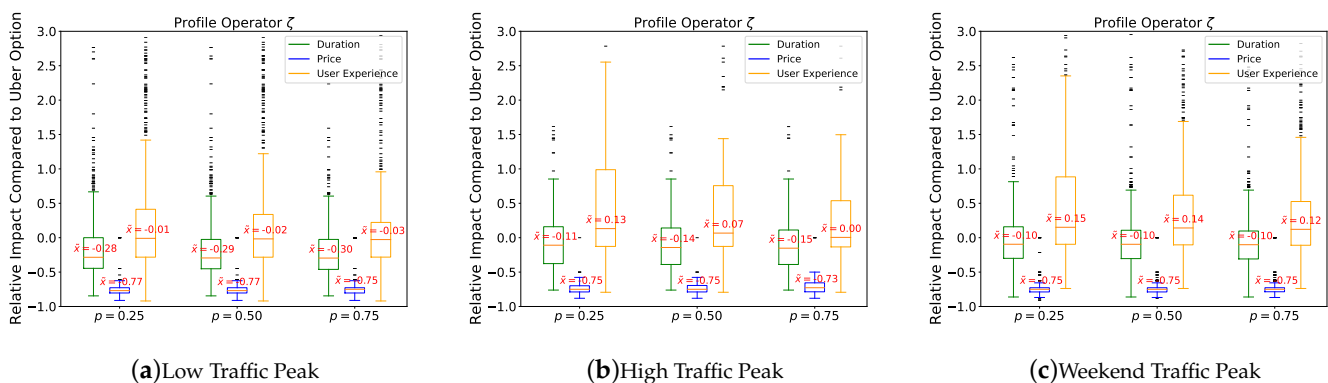 Profile Operator ζ
Relative Impact Compared to Uber Option
3.0
2.5
2.0
1.5
1.0
0.5
0.0
−0.5
−1.0
Duration
Price
User Experience
x̃ = -0.28
x̃ = -0.77
x̃ = -0.01
x̃ = -0.29
x̃ = -0.77
x̃ = -0.02
x̃ = -0.30
x̃ = -0.75
x̃ = -0.03
p = 0.25 p = 0.50 p = 0.75
(a)Low Traffic Peak
Profile Operator ζ
Relative Impact Compared to Uber Option
3.0
2.5
2.0
1.5
1.0
0.5
0.0
−0.5
−1.0
Duration
Price
User Experience
x̃ = -0.11
x̃ = -0.75
x̃ = 0.13
x̃ = -0.14
x̃ = -0.75
x̃ = 0.07
x̃ = -0.15
x̃ = -0.73
x̃ = 0.00
p = 0.25 p = 0.50 p = 0.75
(b)High Traffic Peak
Profile Operator ζ
Relative Impact Compared to Uber Option
3.0
2.5
2.0
1.5
1.0
0.5
0.0
−0.5
−1.0
Duration
Price
User Experience
x̃ = -0.10
x̃ = -0.75
x̃ = 0.15
x̃ = -0.10
x̃ = -0.75
x̃ = 0.14
x̃ = -0.10
x̃ = -0.75
x̃ = 0.12
p = 0.25 p = 0.50 p = 0.75
(c)Weekend Traffic Peak